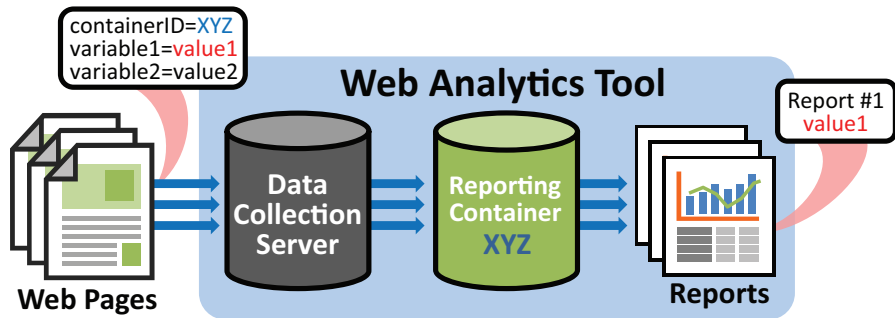 containerID=XYZ
variable1=value1
variable2=value2
Web Analytics Tool
Report #1
value1
Data
Collection
Server
Reporting
Container
XYZ
Web Pages
Reports